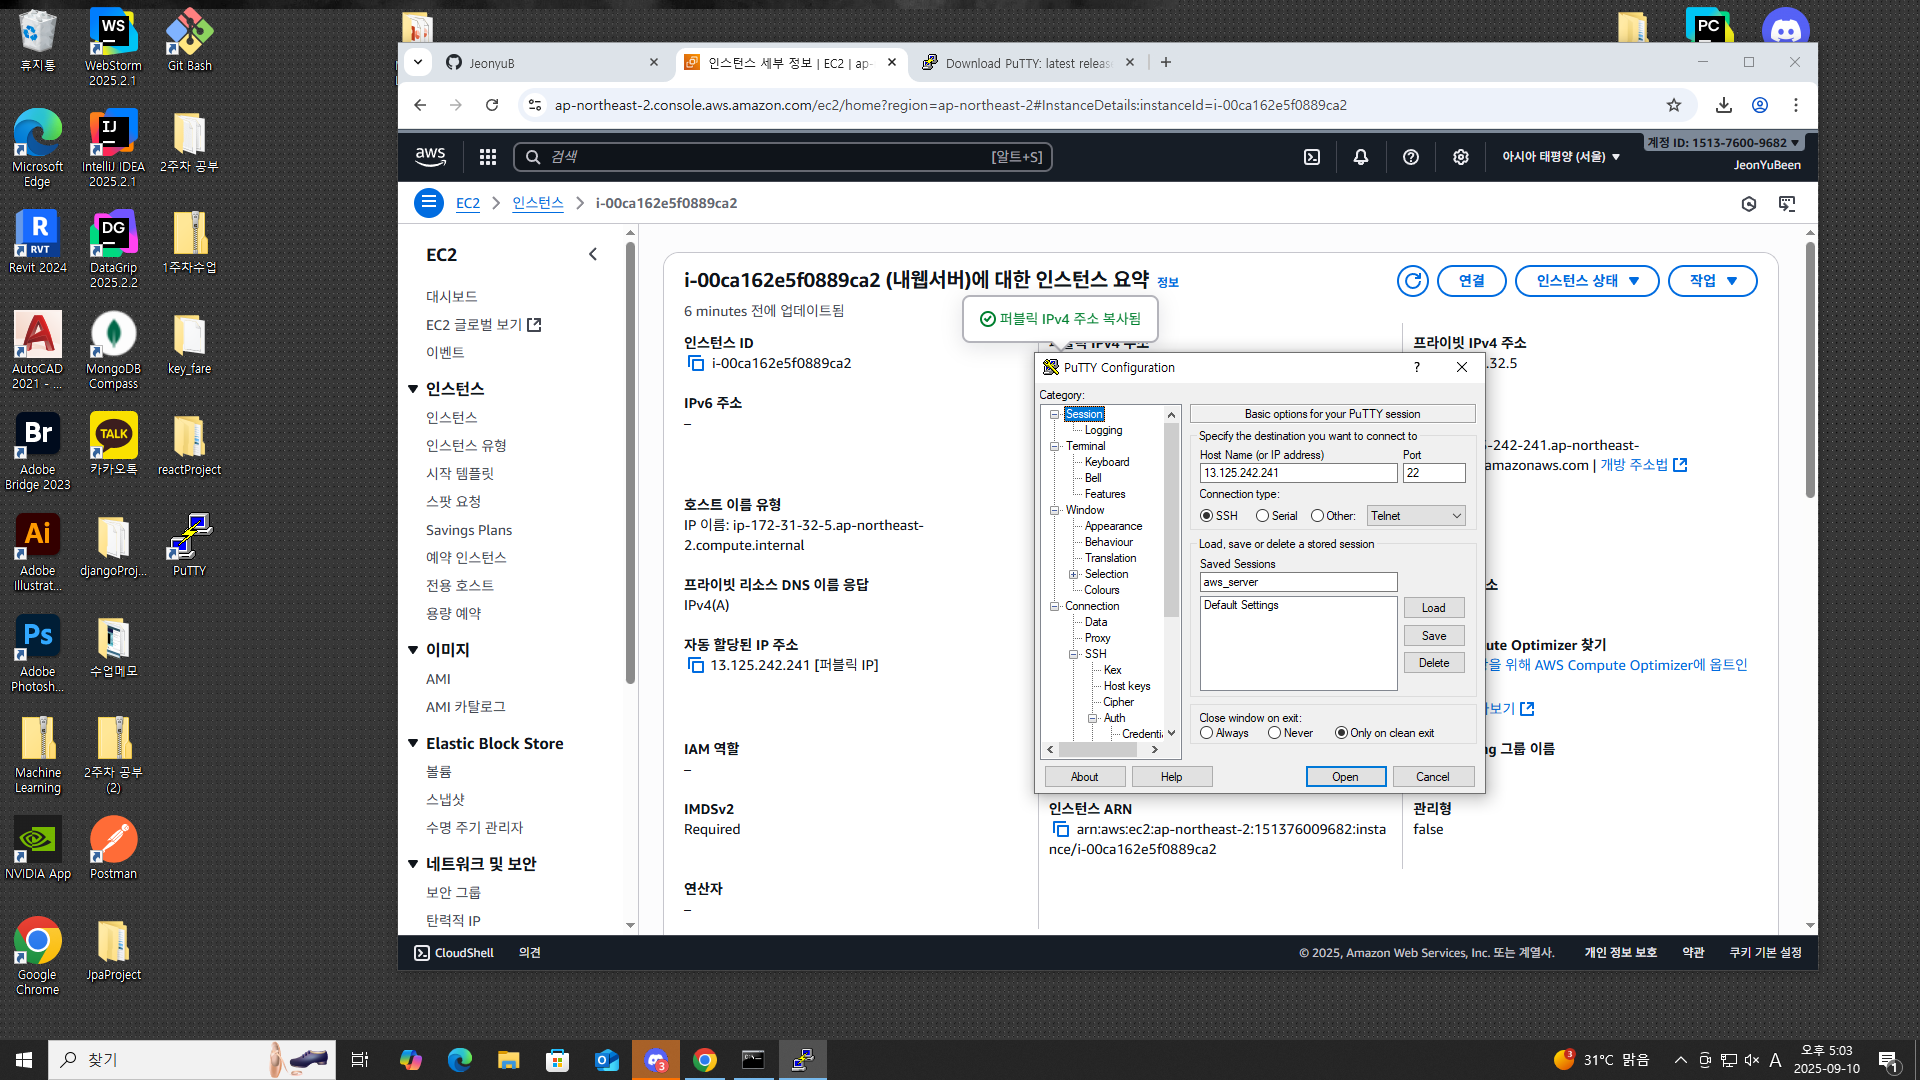 휴지통
WebStorm 2025.2.1
Git Bash
Microsoft Edge
IntelliJ IDEA 2025.2.1
2주차 공부
Revit 2024
DataGrip 2025.2.2
1주차수업
AutoCAD 2021 - ...
MongoDB Compass
key_fare
Adobe Bridge 2023
카카오톡
reactProject
Adobe Illustrat...
djangoProj...
PuTTY
Adobe Photosh...
수업메모
Machine Learning
2주차 공부 (2)
NVIDIA App
Postman
Google Chrome
JpaProject
JeonyuB
인스턴스 세부 정보 | EC2 | ap-
Download PuTTY: latest releas
ap-northeast-2.console.aws.amazon.com/ec2/home?region=ap-northeast-2#InstanceDetails:instanceId=i-00ca162e5f0889ca2
aws
검색
[알트+S]
아시아 태평양 (서울)
계정 ID: 1513-7600-9682
JeonYuBeen
EC2
인스턴스
i-00ca162e5f0889ca2
EC2
대시보드
EC2 글로벌 보기
이벤트
인스턴스
인스턴스
인스턴스 유형
시작 템플릿
스팟 요청
Savings Plans
예약 인스턴스
전용 호스트
용량 예약
이미지
AMI
AMI 카탈로그
Elastic Block Store
볼륨
스냅샷
수명 주기 관리자
네트워크 및 보안
보안 그룹
탄력적 IP
i-00ca162e5f0889ca2 (내웹서버)에 대한 인스턴스 요약 정보
연결
인스턴스 상태
작업
6 minutes 전에 업데이트됨
퍼블릭 IPv4 주소 복사됨
인스턴스 ID
i-00ca162e5f0889ca2
IPv6 주소
–
호스트 이름 유형
IP 이름: ip-172-31-32-5.ap-northeast-
2.compute.internal
프라이빗 리소스 DNS 이름 응답
IPv4(A)
자동 할당된 IP 주소
13.125.242.241 [퍼블릭 IP]
IAM 역할
–
IMDSv2
Required
연산자
–
인스턴스 ARN
arn:aws:ec2:ap-northeast-2:151376009682:insta
nce/i-00ca162e5f0889ca2
프라이빗 IPv4 주소
.32.5
-242-241.ap-northeast-
amazonaws.com | 개방 주소법
소
ute Optimizer 찾기
을 위해 AWS Compute Optimizer에 옵트인
보기
g 그룹 이름
관리형
false
PuTTY Configuration
?
Category:
Session
Logging
Terminal
Keyboard
Bell
Features
Window
Appearance
Behaviour
Translation
Selection
Colours
Connection
Data
Proxy
SSH
Kex
Host keys
Cipher
Auth
Credenti
Basic options for your PuTTY session
Specify the destination you want to connect to
Host Name (or IP address)
Port
13.125.242.241
22
Connection type:
SSH
Serial
Other:
Telnet
Load, save or delete a stored session
Saved Sessions
aws_server
Default Settings
Load
Save
Delete
Close window on exit:
Always
Never
Only on clean exit
About
Help
Open
Cancel
CloudShell
의견
© 2025, Amazon Web Services, Inc. 또는 계열사.
개인 정보 보호
약관
쿠키 기본 설정
찾기
31°C 맑음
A
오후 5:03
2025-09-10